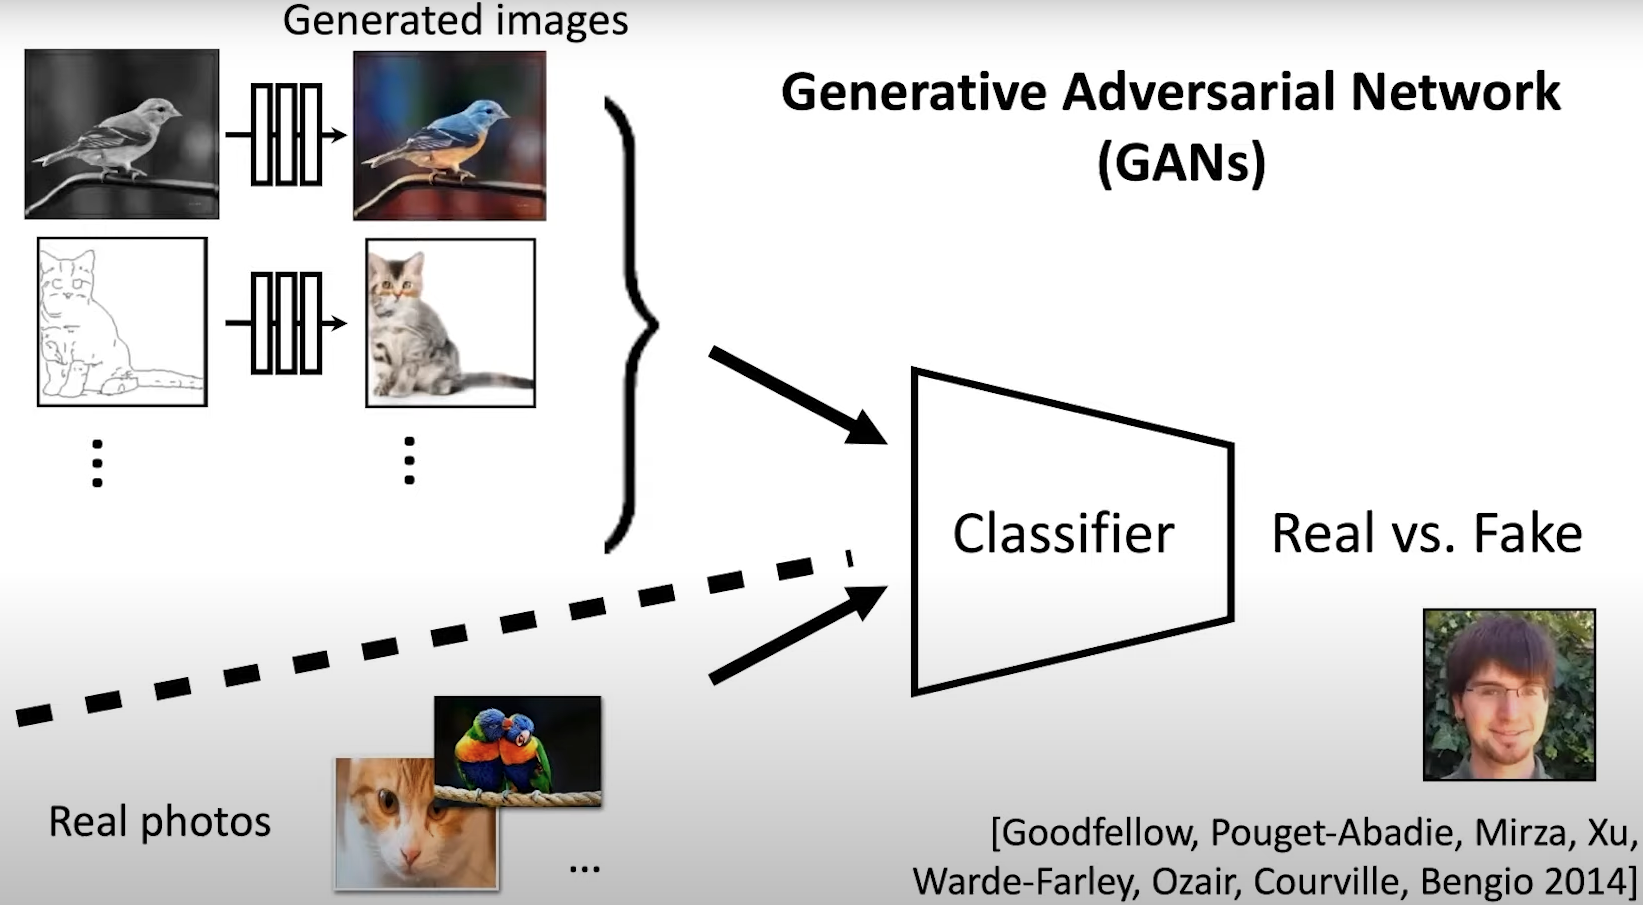 Generated images
Generative Adversarial Network
(GANs)
Classifier
Real vs. Fake
Real photos
...
[Goodfellow, Pouget-Abadie, Mirza, Xu,
Warde-Farley, Ozair, Courville, Bengio 2014]